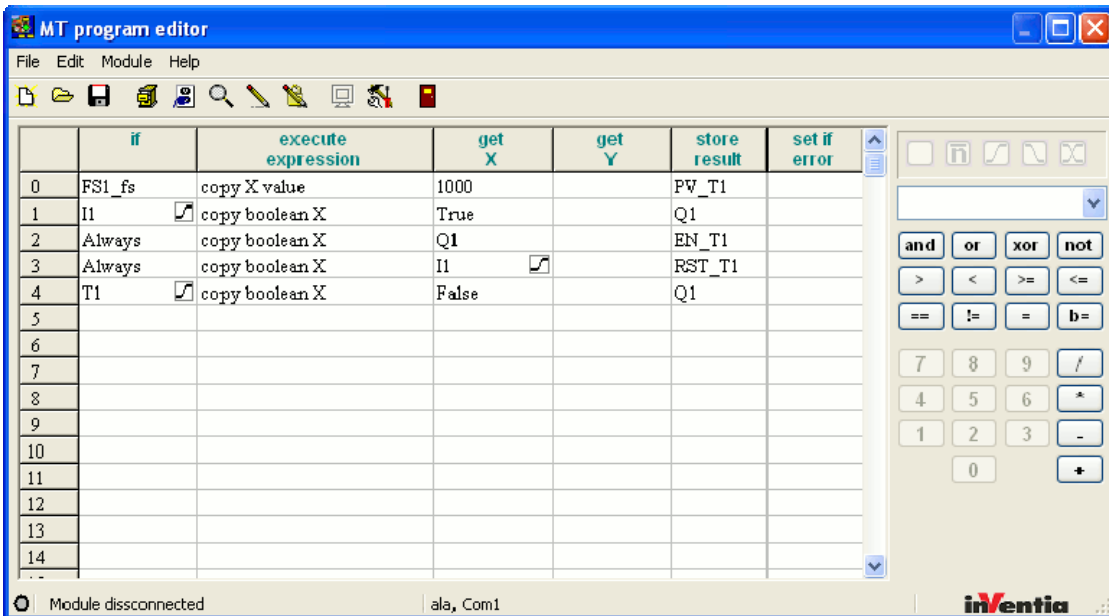 MT program editor
File Edit Module Help
if execute expression get X get Y store result set if error
0 FS1_fs copy X value 1000 PV_T1
1 I1 copy boolean X True Q1
2 Always copy boolean X Q1 EN_T1
3 Always copy boolean X I1 RST_T1
4 T1 copy boolean X False Q1
5
6
7
8
9
10
11
12
13
14
n
and or xor not
> < >= <=
== != = b=
7 8 9 /
4 5 6 *
1 2 3 -
0 +
Module dissconnected ala, Com1 inVentia